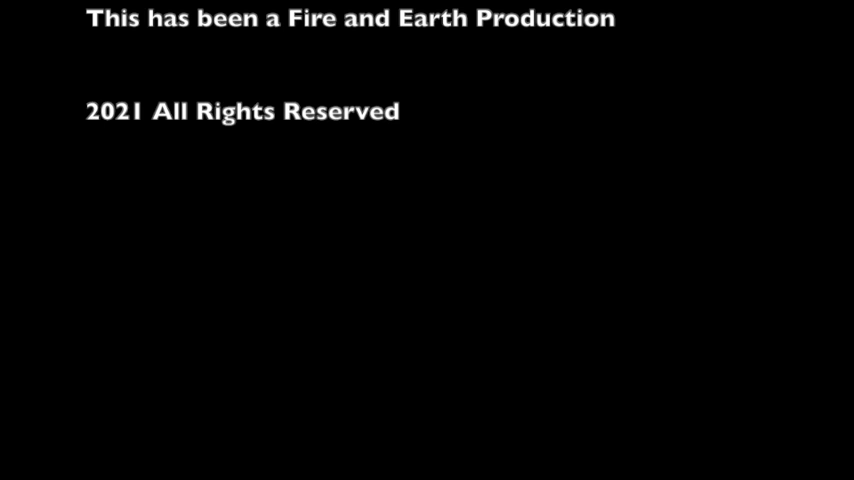 This has been a Fire and Earth Production
2021 All Rights Reserved